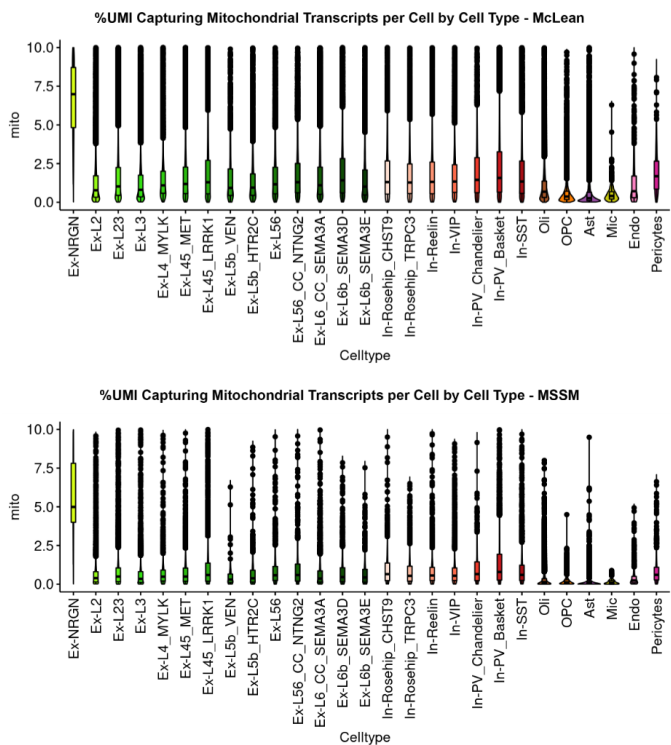 %UMI Capturing Mitochondrial Transcripts per Cell by Cell Type - McLean
10.0
7.5
5.0
2.5
0.0
mito
Ex-NRGN
Ex-L2
Ex-L23
Ex-L3
Ex-L4_MYLK
Ex-L45_MET
Ex-L45_LRRK1
Ex-L5b_VEN
Ex-L5b_HTR2C
Ex-L56
Ex-L56_CC_NTNG2
Ex-L6_CC_SEMA3A
Ex-L6b_SEMA3D
Ex-L6b_SEMA3E
In-Rosehip_CHST9
In-Rosehip_TRPC3
In-Reelin
In-VIP
In-PV_Chandelier
In-PV_Basket
In-SST
Oli
OPC
Ast
Mic
Endo
Pericytes
Celltype
%UMI Capturing Mitochondrial Transcripts per Cell by Cell Type - MSSM
10.0
7.5
5.0
2.5
0.0
mito
Ex-NRGN
Ex-L2
Ex-L23
Ex-L3
Ex-L4_MYLK
Ex-L45_MET
Ex-L45_LRRK1
Ex-L5b_VEN
Ex-L5b_HTR2C
Ex-L56
Ex-L56_CC_NTNG2
Ex-L6_CC_SEMA3A
Ex-L6b_SEMA3D
Ex-L6b_SEMA3E
In-Rosehip_CHST9
In-Rosehip_TRPC3
In-Reelin
In-VIP
In-PV_Chandelier
In-PV_Basket
In-SST
Oli
OPC
Ast
Mic
Endo
Pericytes
Celltype